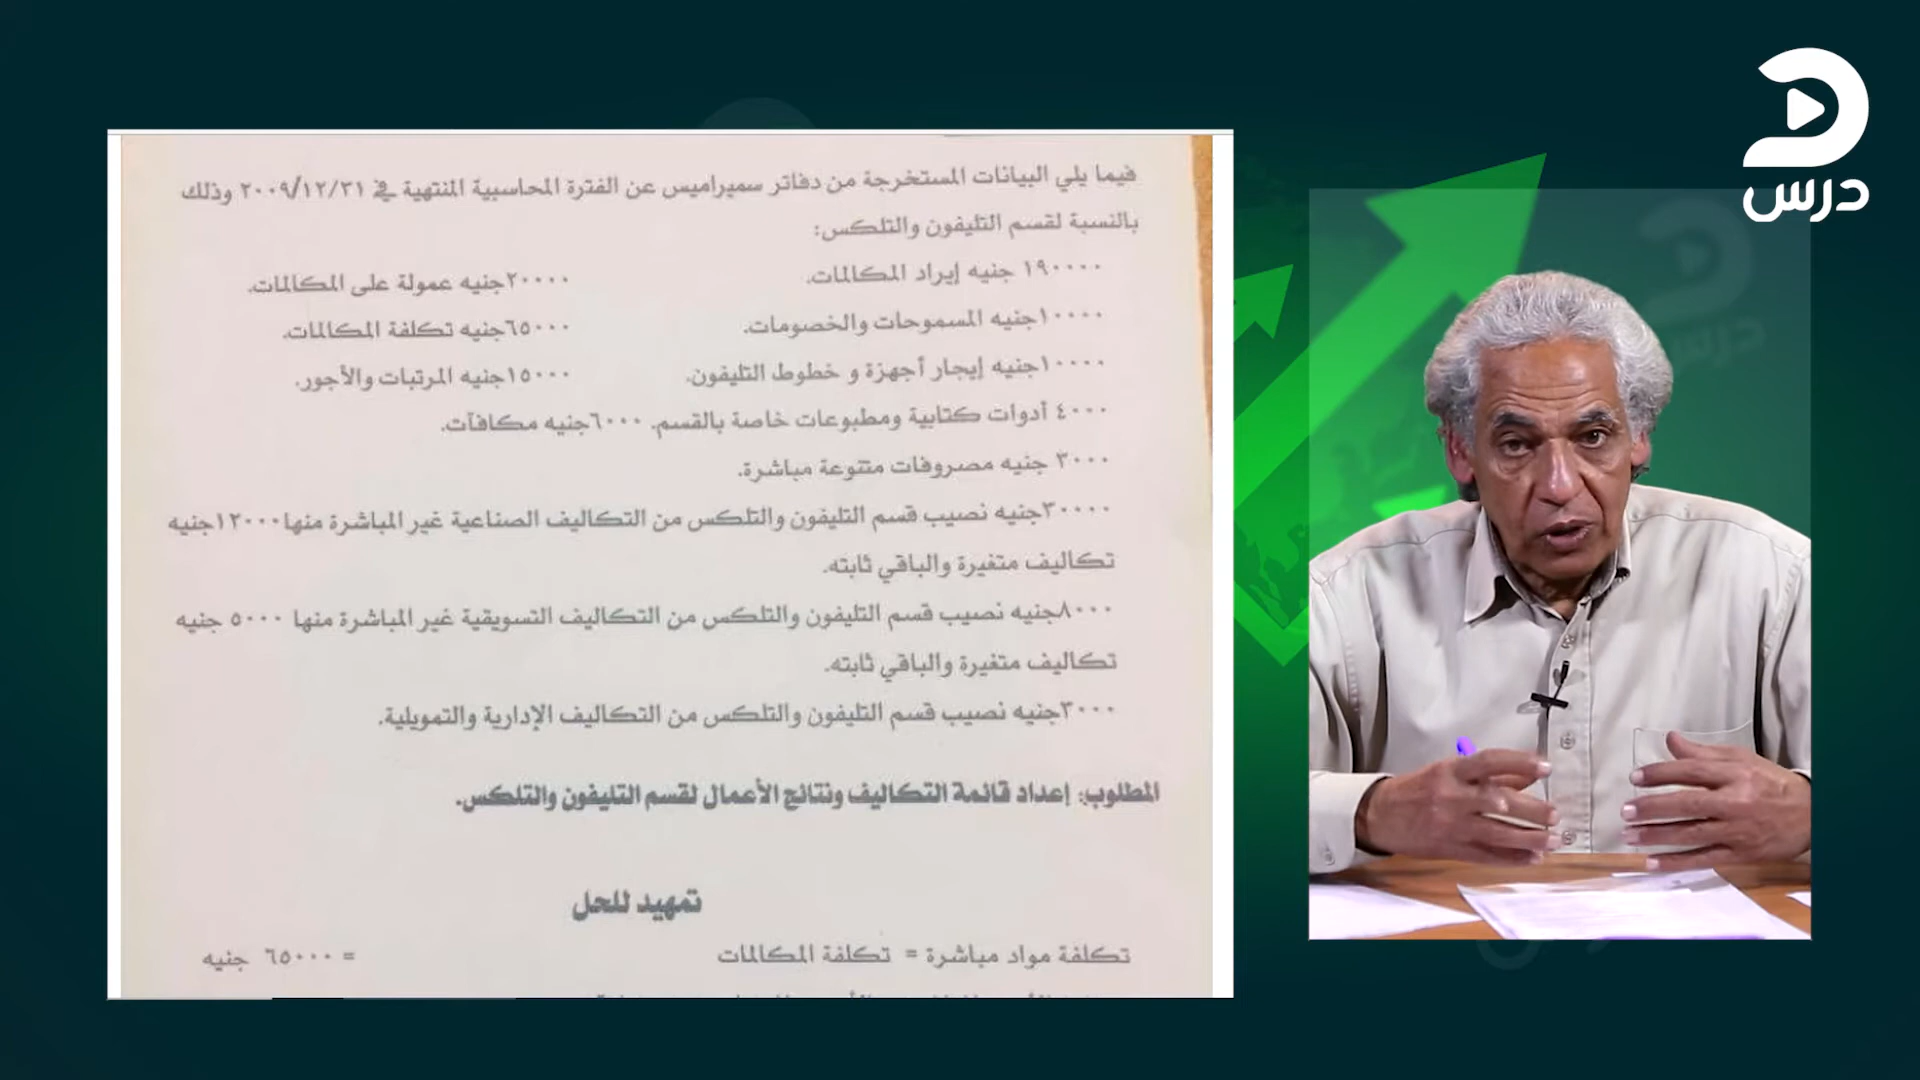 درس
فيما يلي البيانات المستخرجة من دفاتر سميراميس عن الفترة المحاسبية المنتهية في ٢٠٠٩/١٢/٣١ وذلك
بالنسبة لقسم التليفون والتلكس:
١٩٠٠٠٠ جنيه إيراد المكالمات. ٢٠٠٠٠جنيه عمولة على المكالمات.
١٠٠٠٠جنيه المسموحات والخصومات. ٦٥٠٠٠جنيه تكلفة المكالمات.
١٠٠٠٠جنيه إيجار أجهزة و خطوط التليفون. ١٥٠٠٠جنيه المرتبات والأجور.
٤٠٠٠ أدوات كتابية ومطبوعات خاصة بالقسم. ٦٠٠٠جنيه مكافآت.
٣٠٠٠ جنيه مصروفات متنوعة مباشرة.
٣٠٠٠٠جنيه نصيب قسم التليفون والتلكس من التكاليف الصناعية غير المباشرة منها١٢٠٠٠جنيه
تكاليف متغيرة والباقي ثابته.
٨٠٠٠جنيه نصيب قسم التليفون والتلكس من التكاليف التسويقية غير المباشرة منها ٥٠٠٠ جنيه
تكاليف متغيرة والباقي ثابته.
٣٠٠٠جنيه نصيب قسم التليفون والتلكس من التكاليف الإدارية والتمويلية.
المطلوب: إعداد قائمة التكاليف ونتائج الأعمال لقسم التليفون والتلكس.
تمهيد للحل
تكلفة مواد مباشرة = تكلفة المكالمات = ٦٥٠٠٠ جنيه